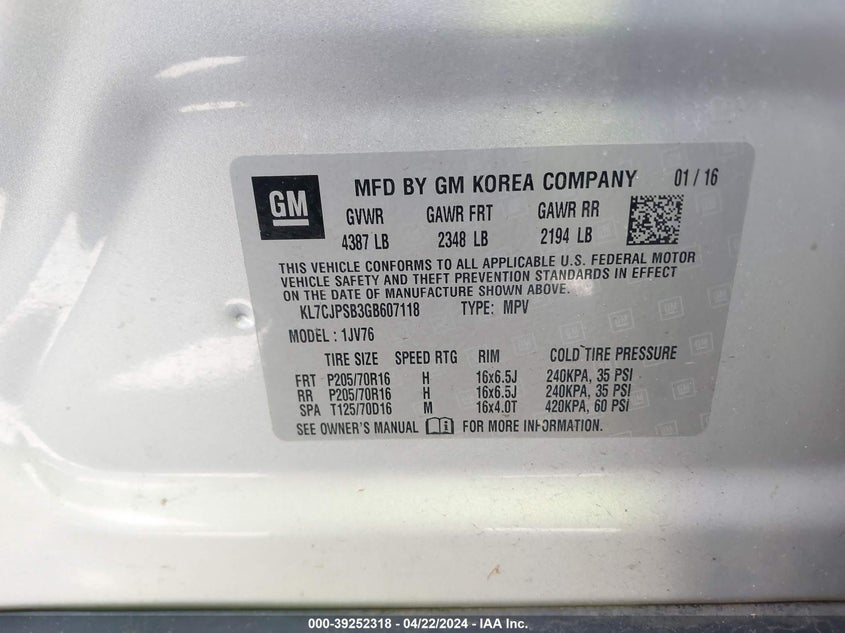 GM
MFD BY GM KOREA COMPANY 01 / 16
GVWR GAWR FRT GAWR RR
4387 LB 2348 LB 2194 LB
THIS VEHICLE CONFORMS TO ALL APPLICABLE U.S. FEDERAL MOTOR
VEHICLE SAFETY AND THEFT PREVENTION STANDARDS IN EFFECT
ON THE DATE OF MANUFACTURE SHOWN ABOVE.
KL7CJPSB3GB607118 TYPE: MPV
MODEL : 1JV76
TIRE SIZE SPEED RTG RIM COLD TIRE PRESSURE
FRT P205/70R16 H 16x6.5J 240KPA, 35 PSI
RR P205/70R16 H 16x6.5J 240KPA, 35 PSI
SPA T125/70D16 M 16x4.0T 420KPA, 60 PSI
SEE OWNER'S MANUAL FOR MORE INFORMATION.
000-39252318 - 04/22/2024 - IAA Inc.